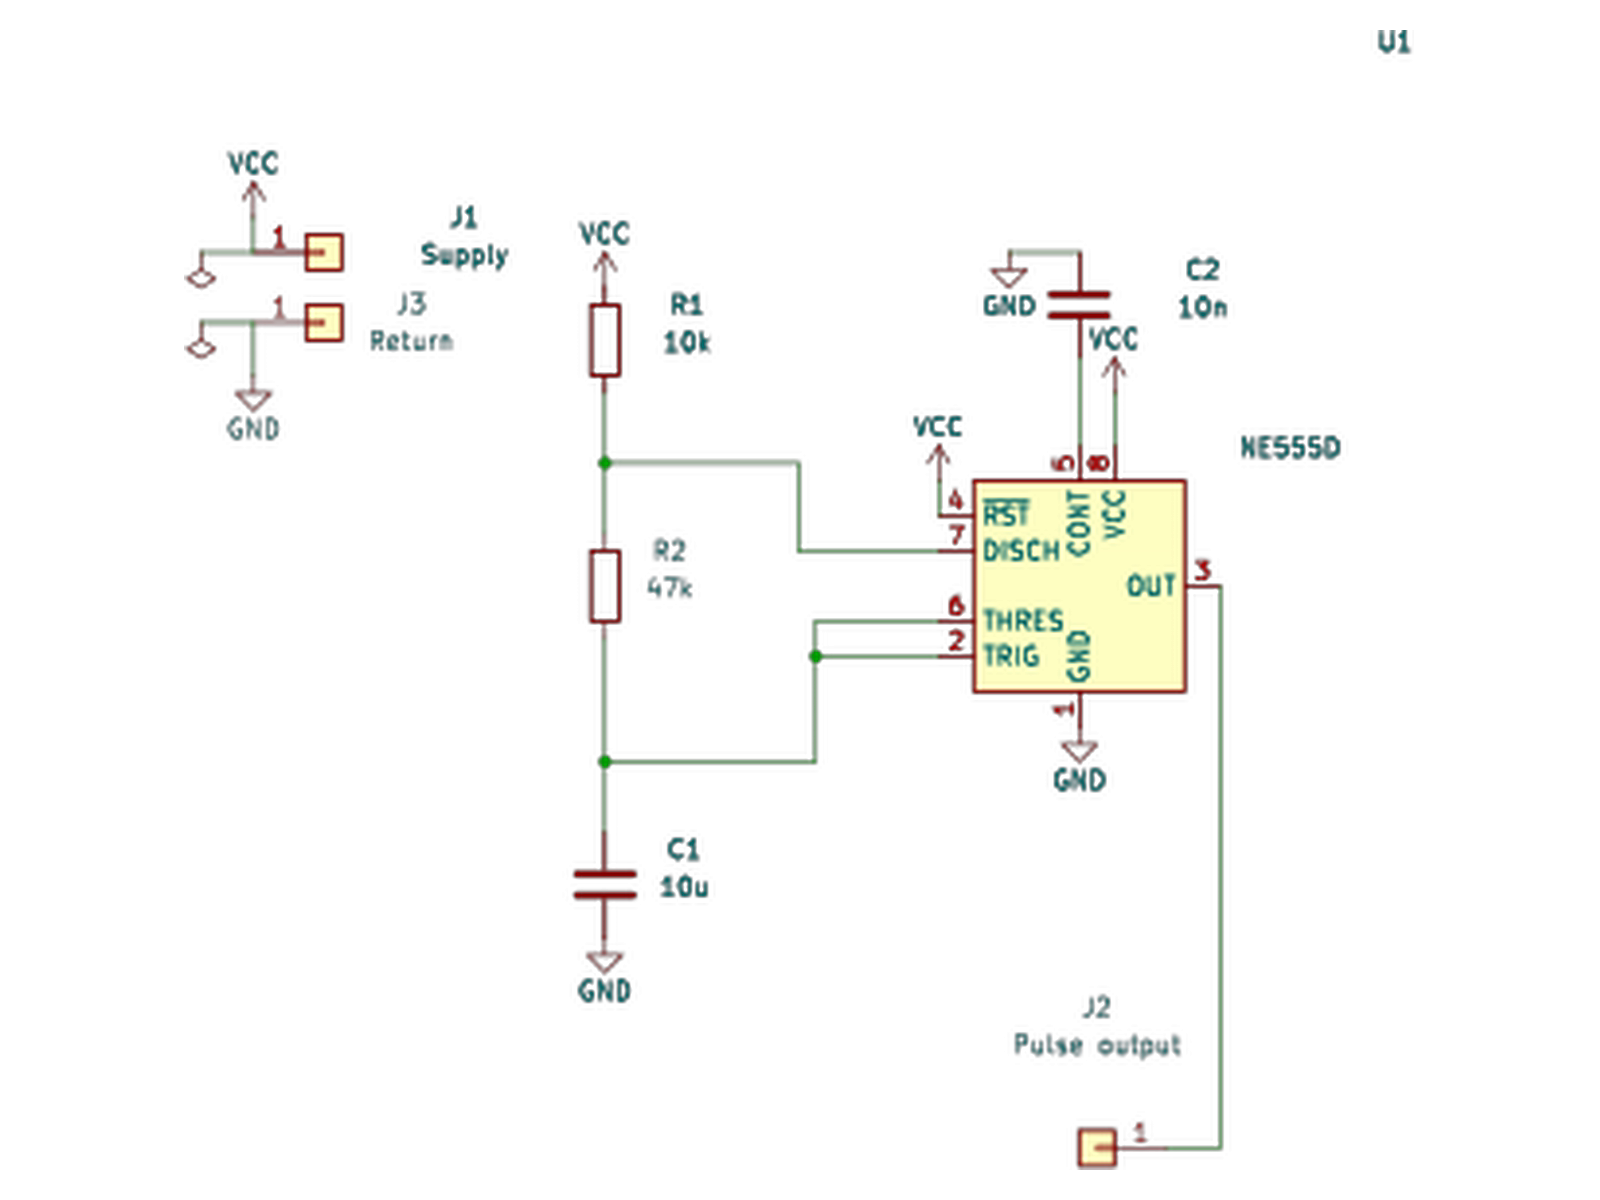 U1
VCC
J1
Supply
1
J3
Return
1
GND
VCC
R1
10k
C2
10n
GND
VCC
VCC
NE555D
5
8
4
RST
7
DISCH
CONT
VCC
R2
47k
OUT
3
6
THRES
2
TRIG
GND
1
GND
C1
10u
GND
J2
Pulse output
1